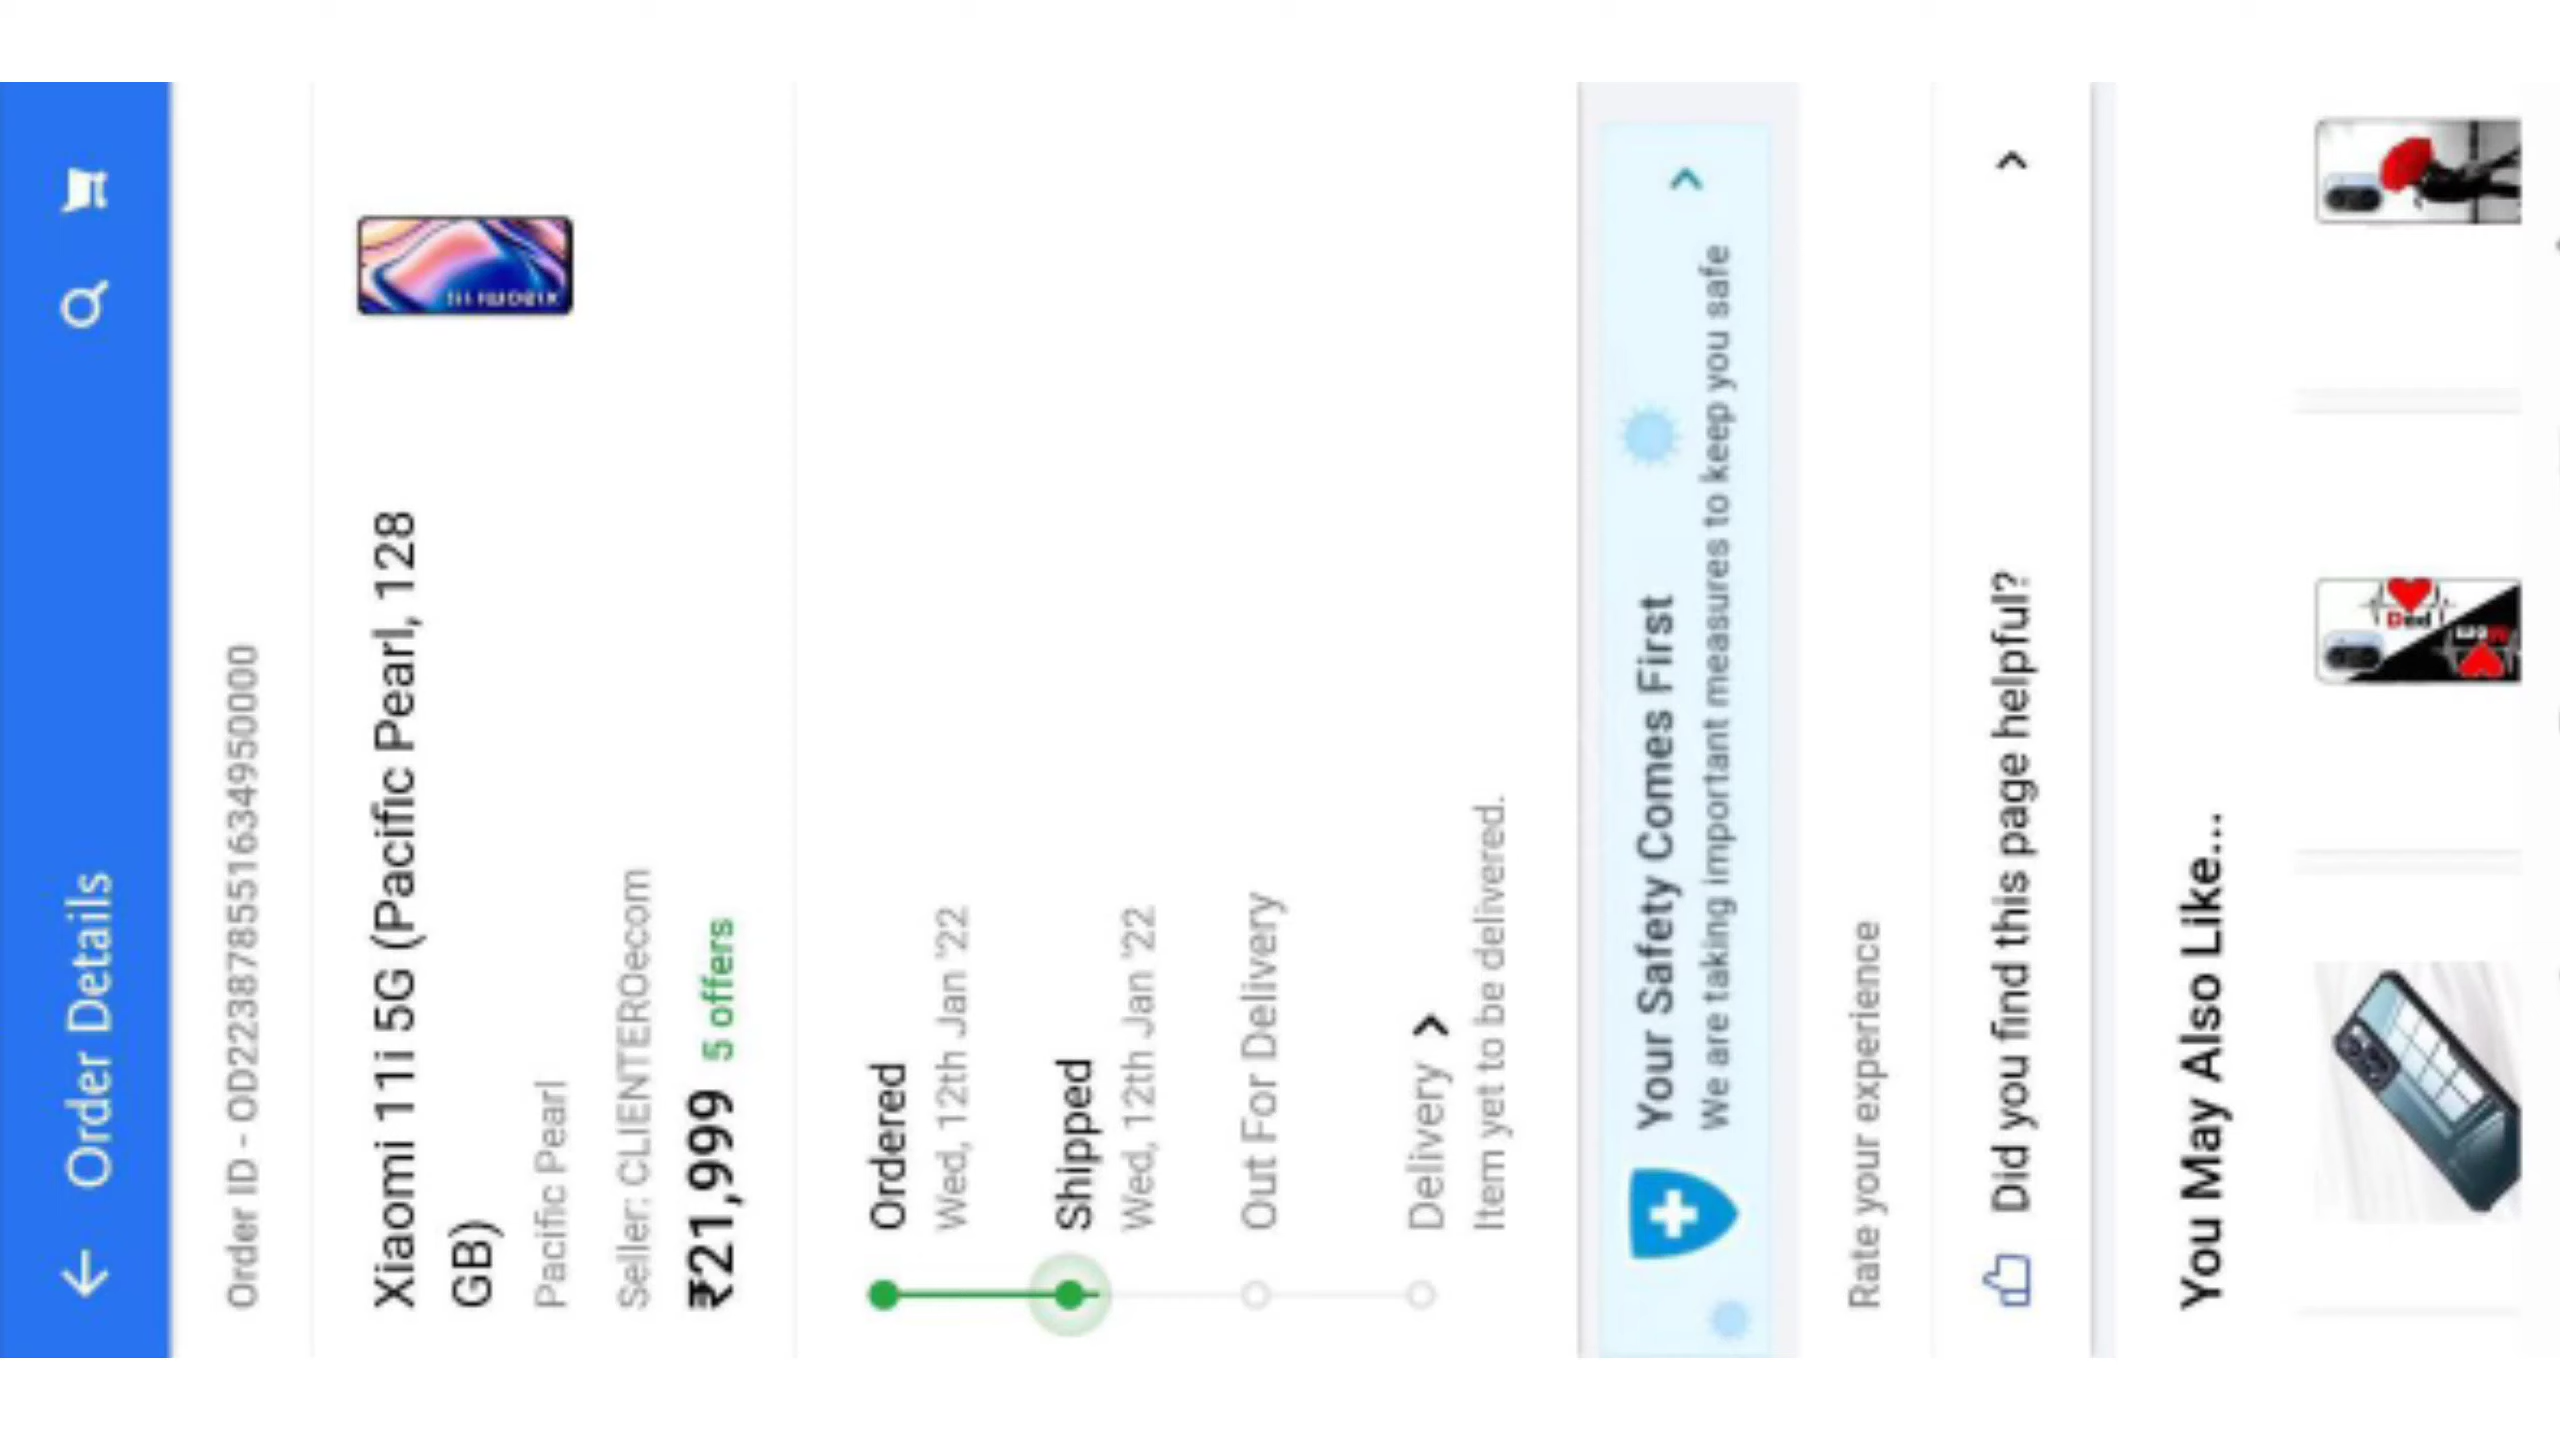 Order Details
Order ID - OD223878551634950000
Xiaomi 11i 5G (Pacific Pearl, 128
GB)
Pacific Pearl
Seller: CLIENTEROecom
₹21,999 5 offers
XIAOMI 11i
Ordered
Wed, 12th Jan '22
Shipped
Wed, 12th Jan '22
Out For Delivery
Delivery
Item yet to be delivered.
Your Safety Comes First
We are taking important measures to keep you safe
Rate your experience
Did you find this page helpful?
You May Also Like...
Dad